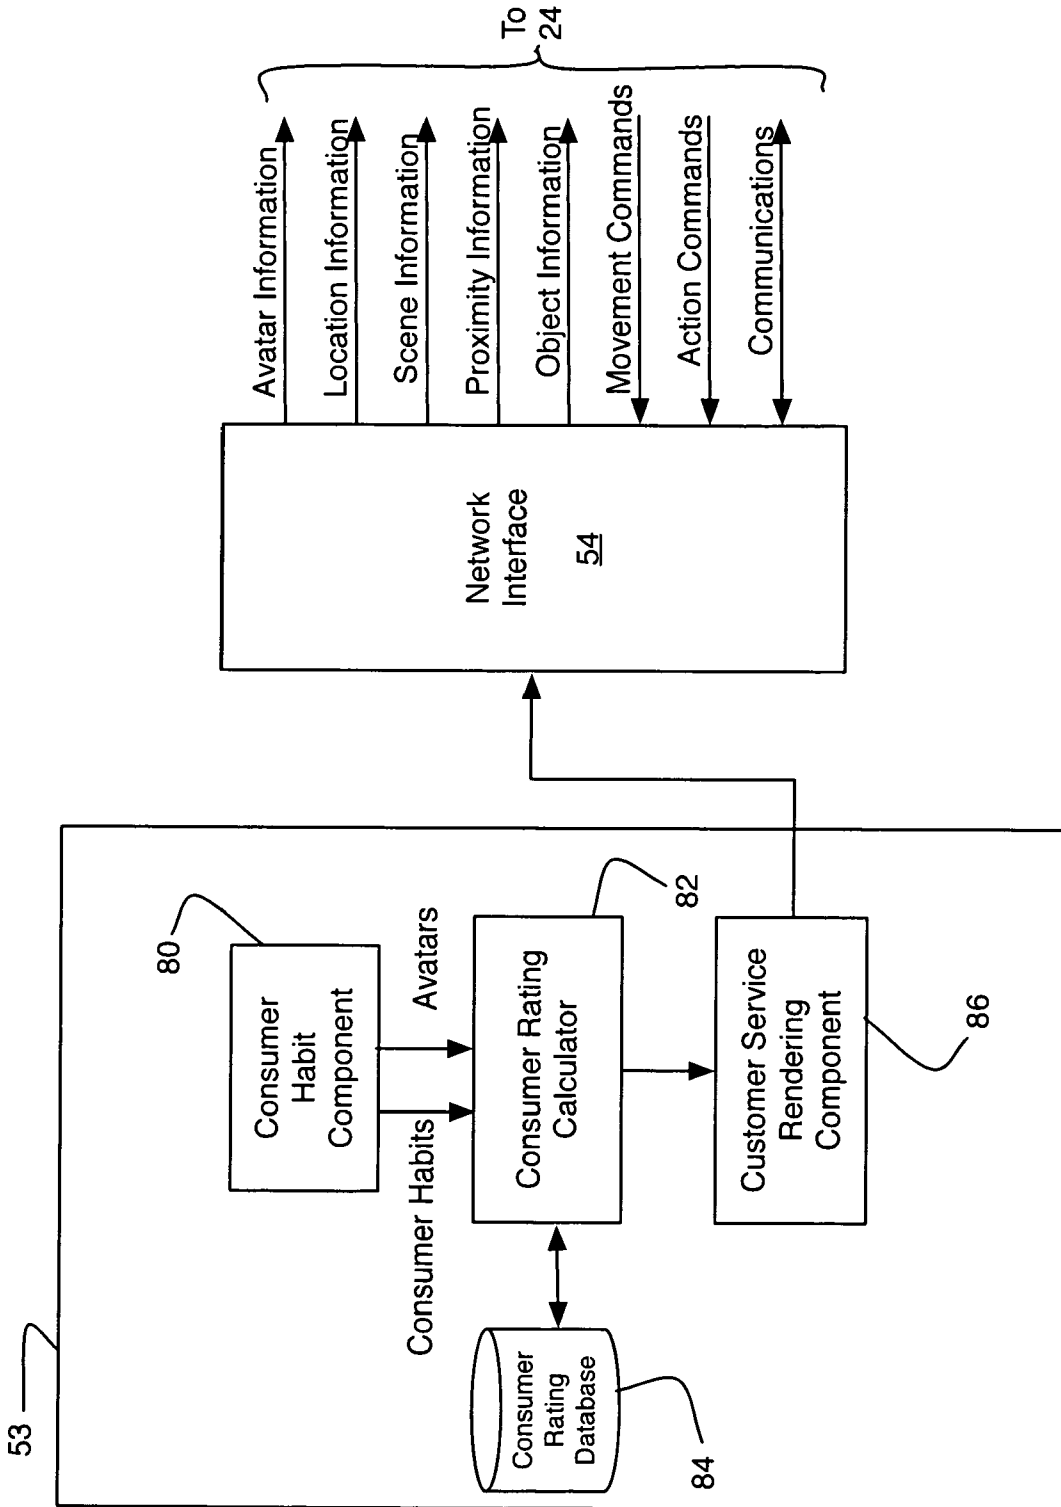 53
80
Consumer
Habit
Component
Consumer Habits
Avatars
Consumer
Rating
Database
84
Consumer Rating
Calculator
82
Customer Service
Rendering
Component
86
Network
Interface
54
Avatar Information
Location Information
Scene Information
Proximity Information
Object Information
Movement Commands
Action Commands
Communications
To
24